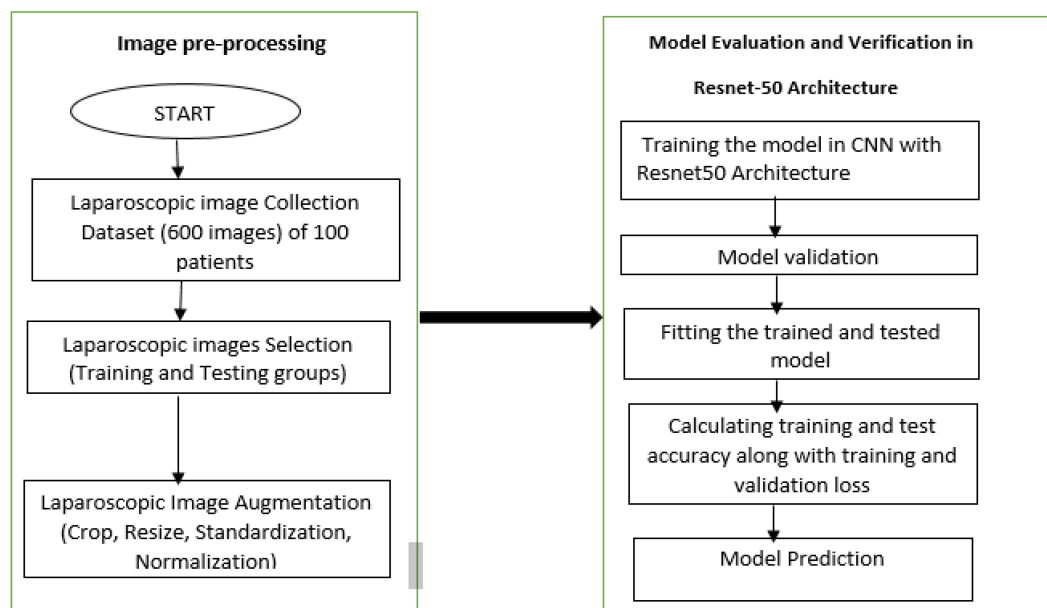 Image pre-processing
START
Laparoscopic image Collection
Dataset (600 images) of 100
patients
Laparoscopic images Selection
(Training and Testing groups)
Laparoscopic Image Augmentation
(Crop, Resize, Standardization,
Normalization)
Model Evaluation and Verification in
Resnet-50 Architecture
Training the model in CNN with
Resnet50 Architecture
Model validation
Fitting the trained and tested
model
Calculating training and test
accuracy along with training and
validation loss
Model Prediction